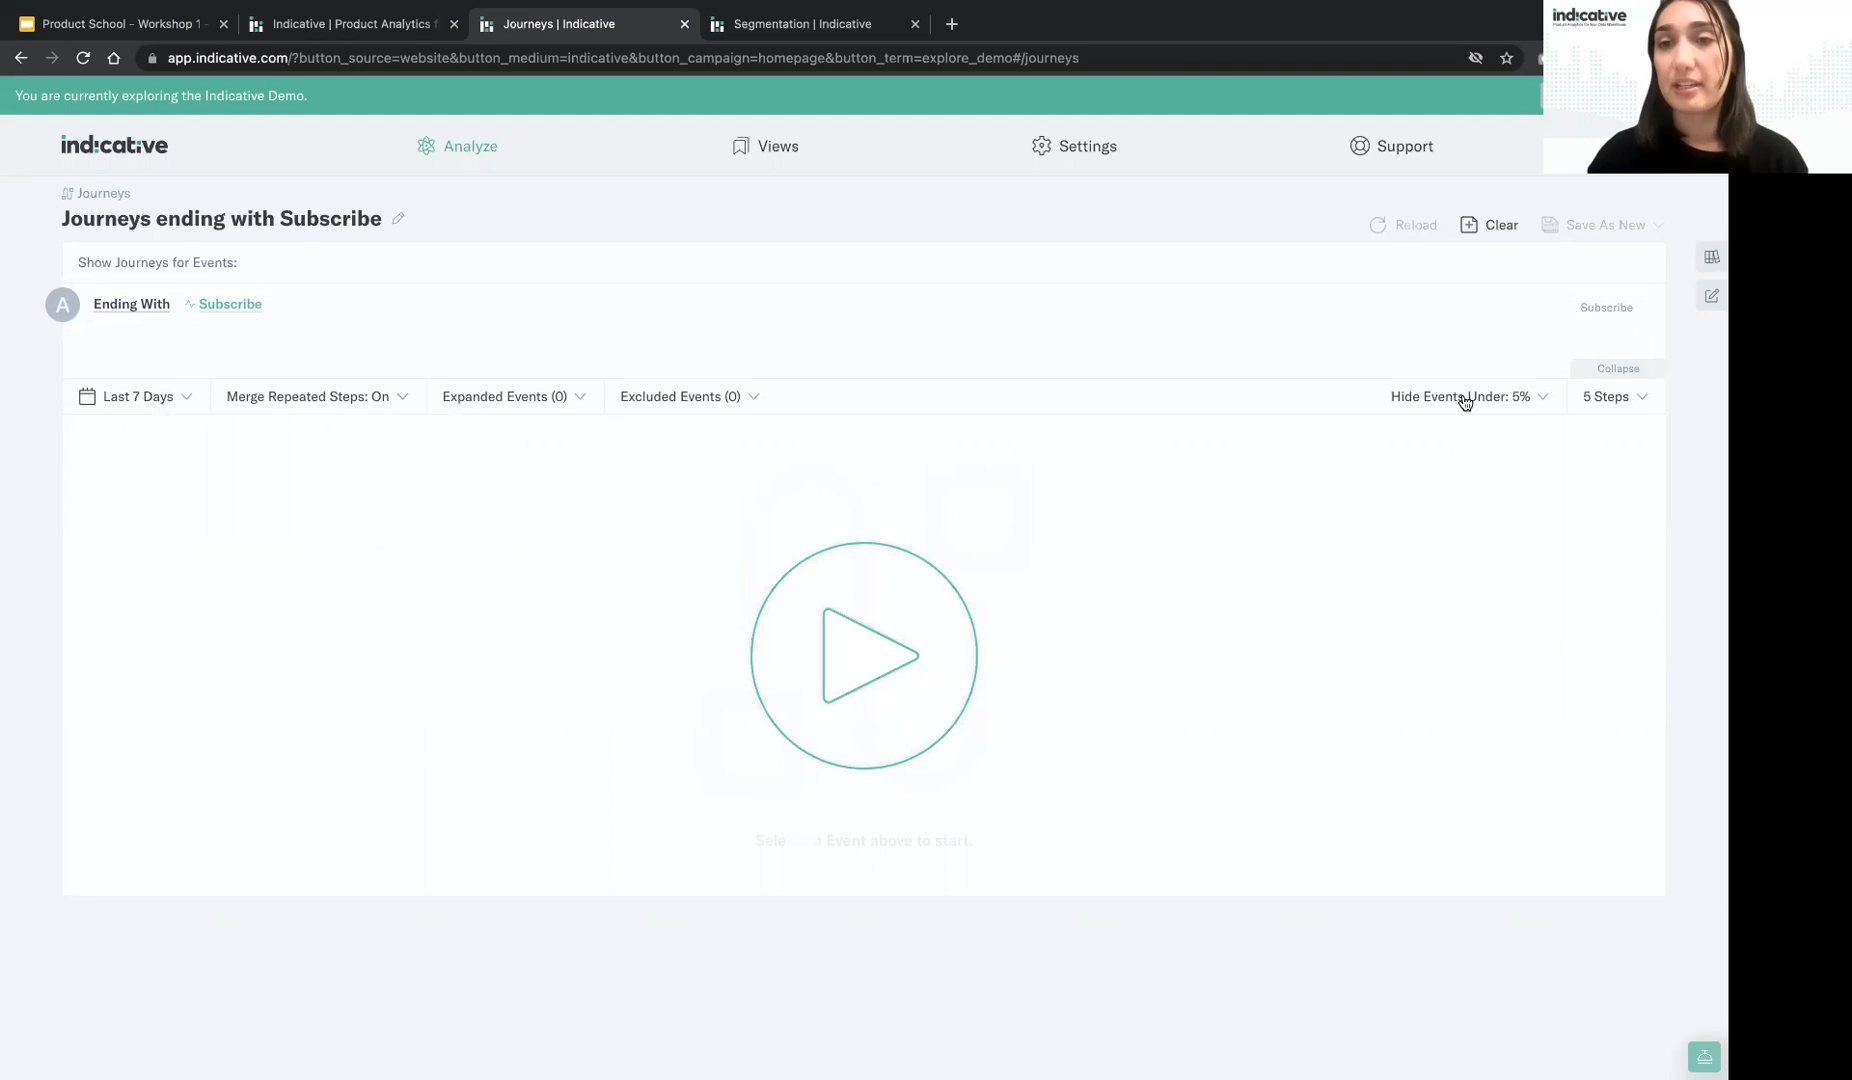 Product School – Workshop 1 -
Indicative | Product Analytics f
Journeys | Indicative
Segmentation | Indicative
app.indicative.com/?button_source=website&button_medium=indicative&button_campaign=homepage&button_term=explore_demo#/journeys
indicative
You are currently exploring the Indicative Demo.
indicative
Analyze
Views
Settings
Support
Journeys
Journeys ending with Subscribe
Reload
Clear
Save As New
Show Journeys for Events:
A Ending With Subscribe
Subscribe
Collapse
Last 7 Days
Merge Repeated Steps: On
Expanded Events (0)
Excluded Events (0)
Hide Events Under: 5%
5 Steps
Event above to start.